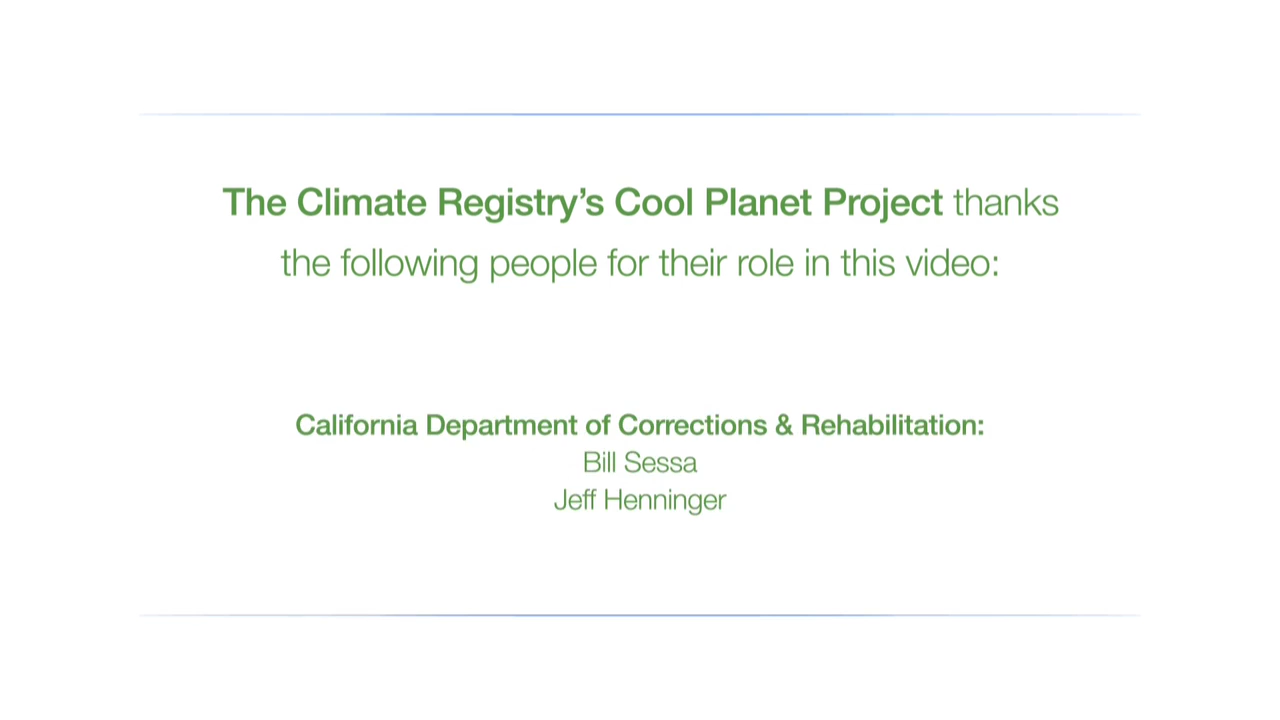 The Climate Registry’s Cool Planet Project thanks
the following people for their role in this video:
California Department of Corrections & Rehabilitation:
Bill Sessa
Jeff Henninger